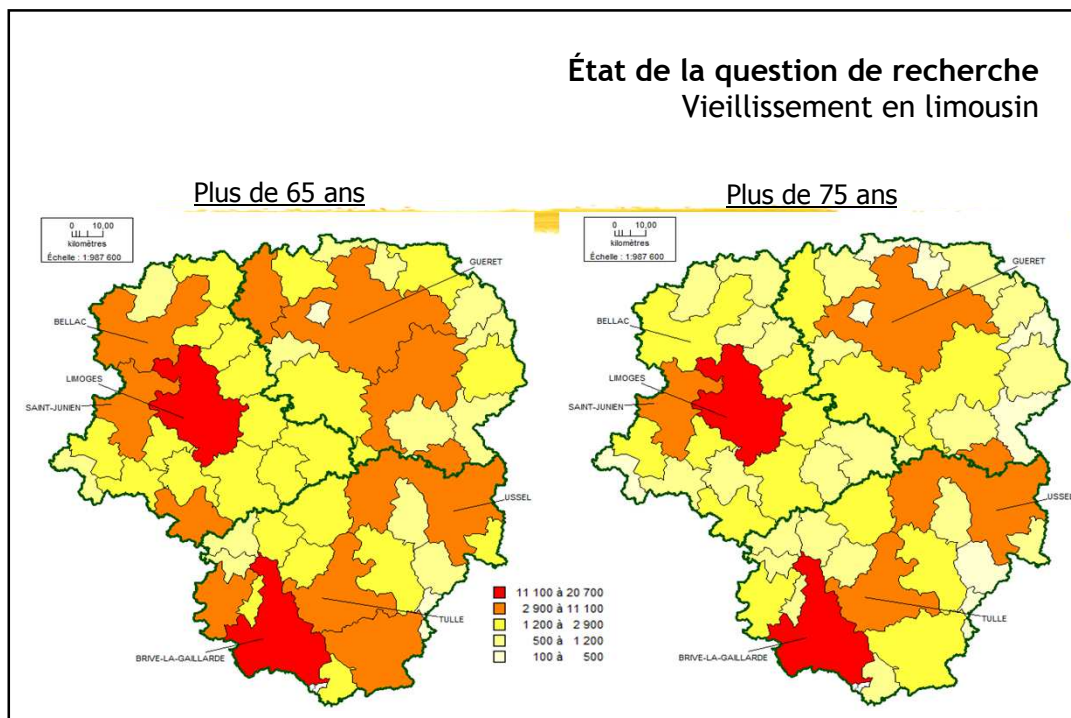 État de la question de recherche
Vieillissement en limousin
Plus de 65 ans
Plus de 75 ans
0 10,00
kilomètres
Échelle : 1:987 600
GUERET
BELLAC
LIMOGES
SAINT-JUNIEN
USSEL
TULLE
BRIVE-LA-GAILLARDE
11 100 à 20 700
2 900 à 11 100
1 200 à 2 900
500 à 1 200
100 à 500
0 10,00
kilomètres
Échelle : 1:987 600
GUERET
BELLAC
LIMOGES
SAINT-JUNIEN
USSEL
TULLE
BRIVE-LA-GAILLARDE